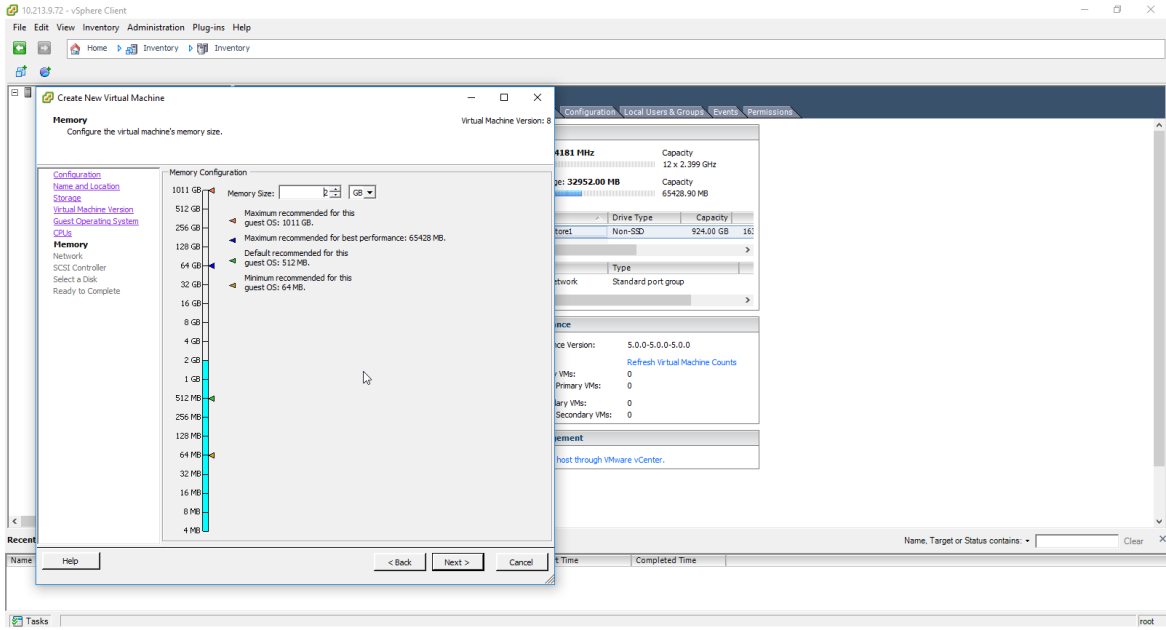 10.213.9.72 - vSphere Client
File Edit View Inventory Administration Plug-ins Help
Home Inventory Inventory
Create New Virtual Machine
Memory
Configure the virtual machine's memory size.
Virtual Machine Version: 8
Configuration
Name and Location
Storage
Virtual Machine Version
Guest Operating System
CPUs
Memory
Network
SCSI Controller
Select a Disk
Ready to Complete
Memory Configuration
1011 GB
512 GB
256 GB
128 GB
64 GB
32 GB
16 GB
8 GB
4 GB
2 GB
1 GB
512 MB
256 MB
128 MB
64 MB
32 MB
16 MB
8 MB
4 MB
Memory Size: 2 GB
Maximum recommended for this
guest OS: 1011 GB.
Maximum recommended for best performance: 65428 MB.
Default recommended for this
guest OS: 512 MB.
Minimum recommended for this
guest OS: 64 MB.
Help
< Back Next > Cancel
Configuration Local Users & Groups Events Permissions
4181 MHz Capacity
12 x 2.399 GHz
ge: 32952.00 MB Capacity
65428.90 MB
Drive Type Capacity
tore1 Non-SSD 924.00 GB 163
Type
etwork Standard port group
ance
nce Version: 5.0.0-5.0.0-5.0.0
Refresh Virtual Machine Counts
VMs: 0
Primary VMs: 0
dary VMs: 0
Secondary VMs: 0
gement
host through VMware vCenter.
Recent
Name, Target or Status contains: Clear
Name t Time Completed Time
Tasks root